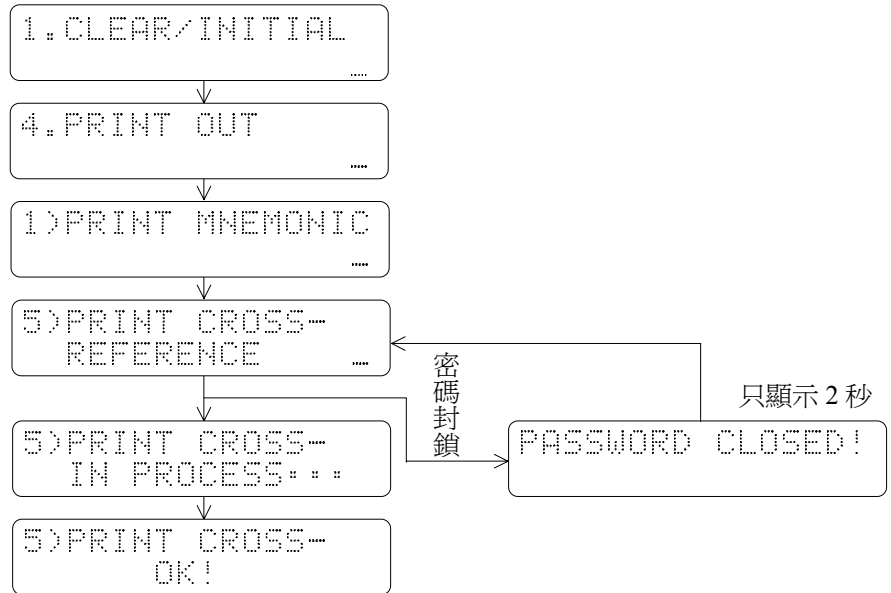 1.CLEAR/INITIAL
.....
4.PRINT OUT
.....
1)PRINT MNEMONIC
.....
5)PRINT CROSS-
REFERENCE .....
密碼封鎖
只顯示 2 秒
5)PRINT CROSS-
IN PROCESS...
PASSWORD CLOSED!
5)PRINT CROSS-
OK!